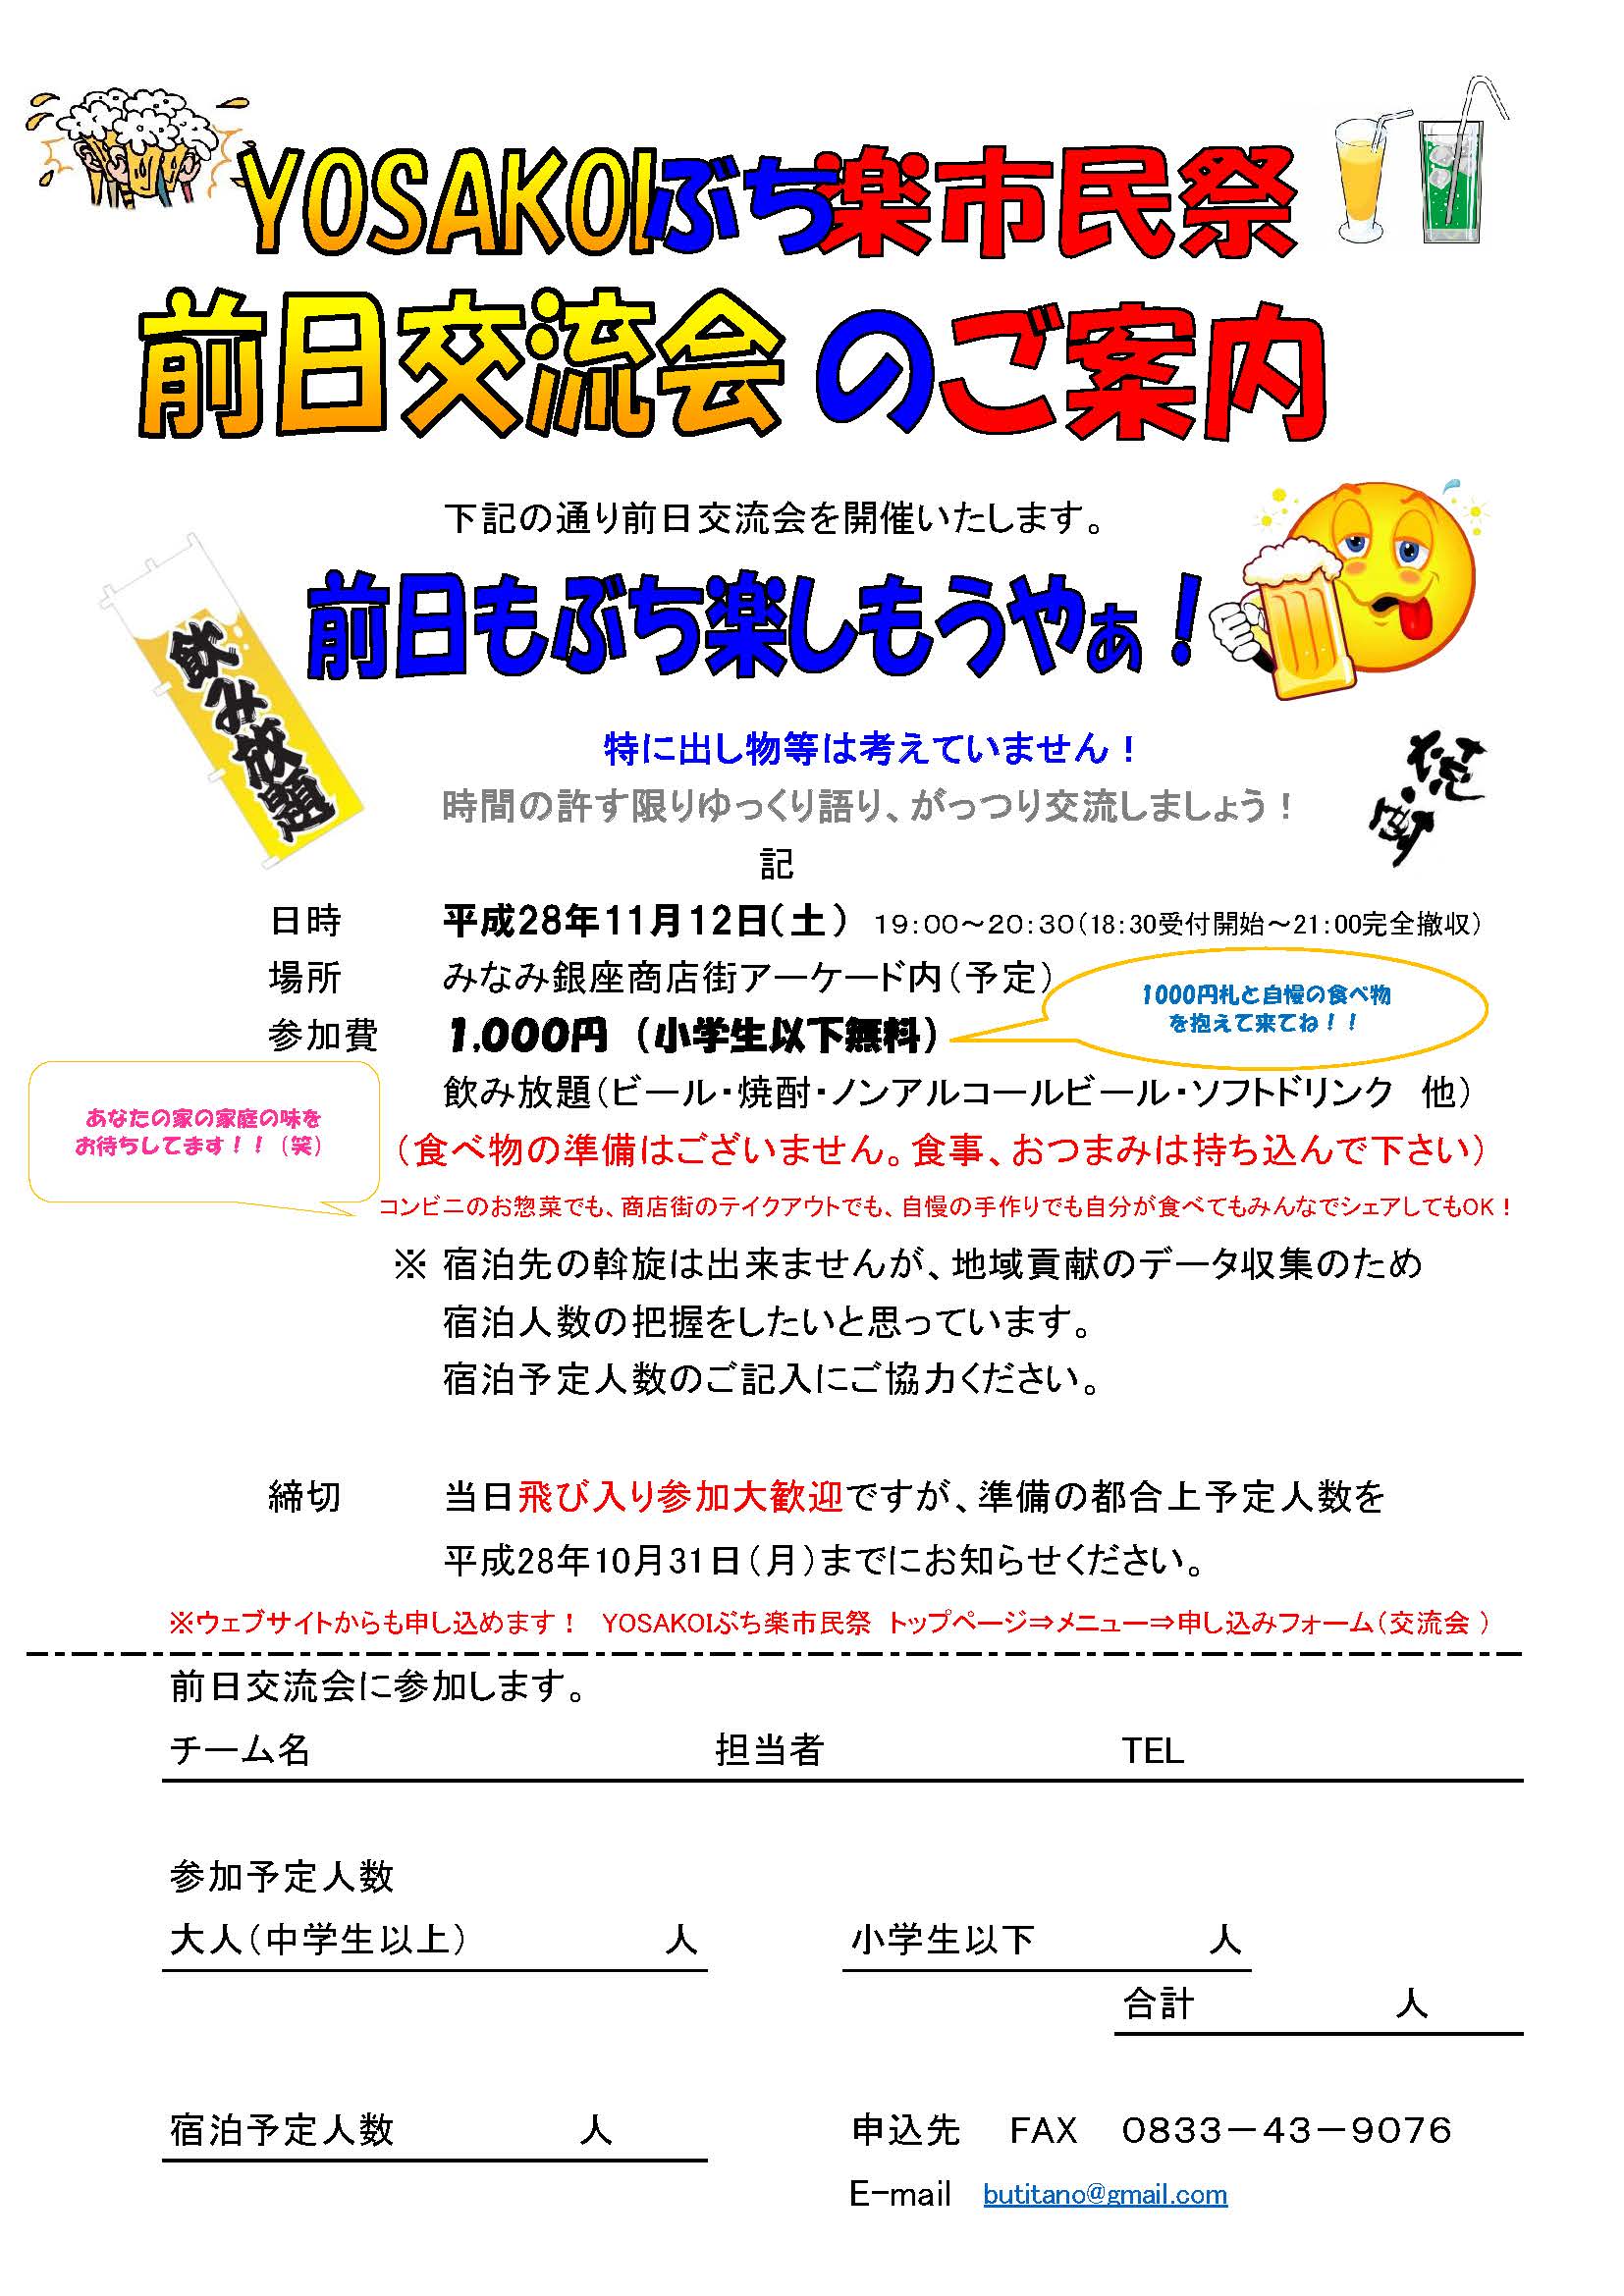 YOSAKOIぶち楽市民祭
前日交流会のご案内
下記の通り前日交流会を開催いたします。
前日もぶち楽しもうやぁ！
飲み放題
特に出し物等は考えていません！
時間の許す限りゆっくり語り、がっつり交流しましょう！
記
日時 平成28年11月12日（土） 19：00～20：30（18：30受付開始～21：00完全撤収）
場所 みなみ銀座商店街アーケード内（予定）
1000円札と自慢の食べ物
を抱えて来てね！！
参加費 1,000円 （小学生以下無料）
飲み放題（ビール・焼酎・ノンアルコールビール・ソフトドリンク 他）
あなたの家の家庭の味を
お待ちしてます！！（笑）
（食べ物の準備はございません。食事、おつまみは持ち込んで下さい）
コンビニのお惣菜でも、商店街のテイクアウトでも、自慢の手作りでも自分が食べてもみんなでシェアしてもOK！
※ 宿泊先の斡旋は出来ませんが、地域貢献のデータ収集のため
宿泊人数の把握をしたいと思っています。
宿泊予定人数のご記入にご協力ください。
締切 当日飛び入り参加大歓迎ですが、準備の都合上予定人数を
平成28年10月31日（月）までにお知らせください。
※ウェブサイトからも申し込めます！ YOSAKOIぶち楽市民祭 トップページ⇒メニュー⇒申し込みフォーム（交流会 ）
前日交流会に参加します。
チーム名 担当者 TEL
参加予定人数
大人（中学生以上） 人 小学生以下 人
合計 人
宿泊予定人数 人 申込先 FAX 0833－43－9076
E-mail butitano@gmail.com